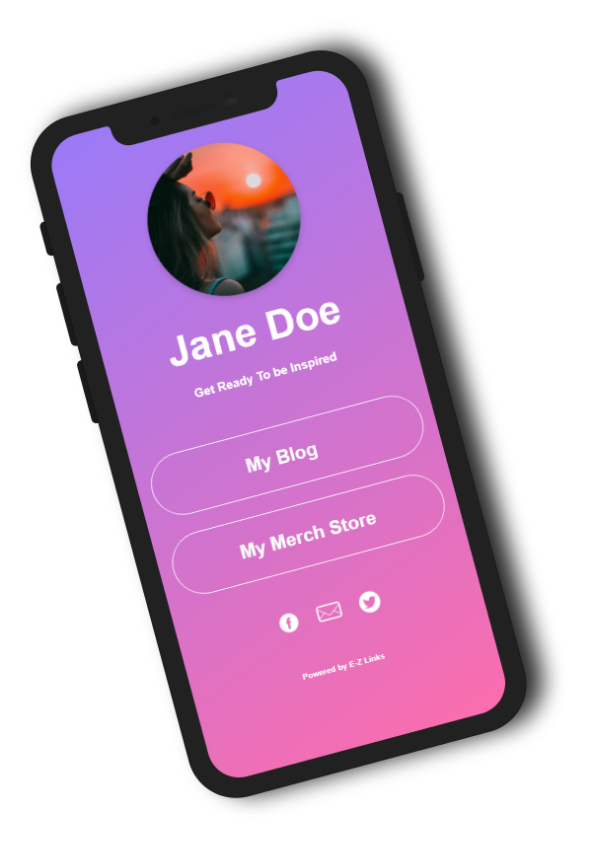 Jane Doe
Get Ready To be Inspired
My Blog
My Merch Store
Powered by E-Z Links